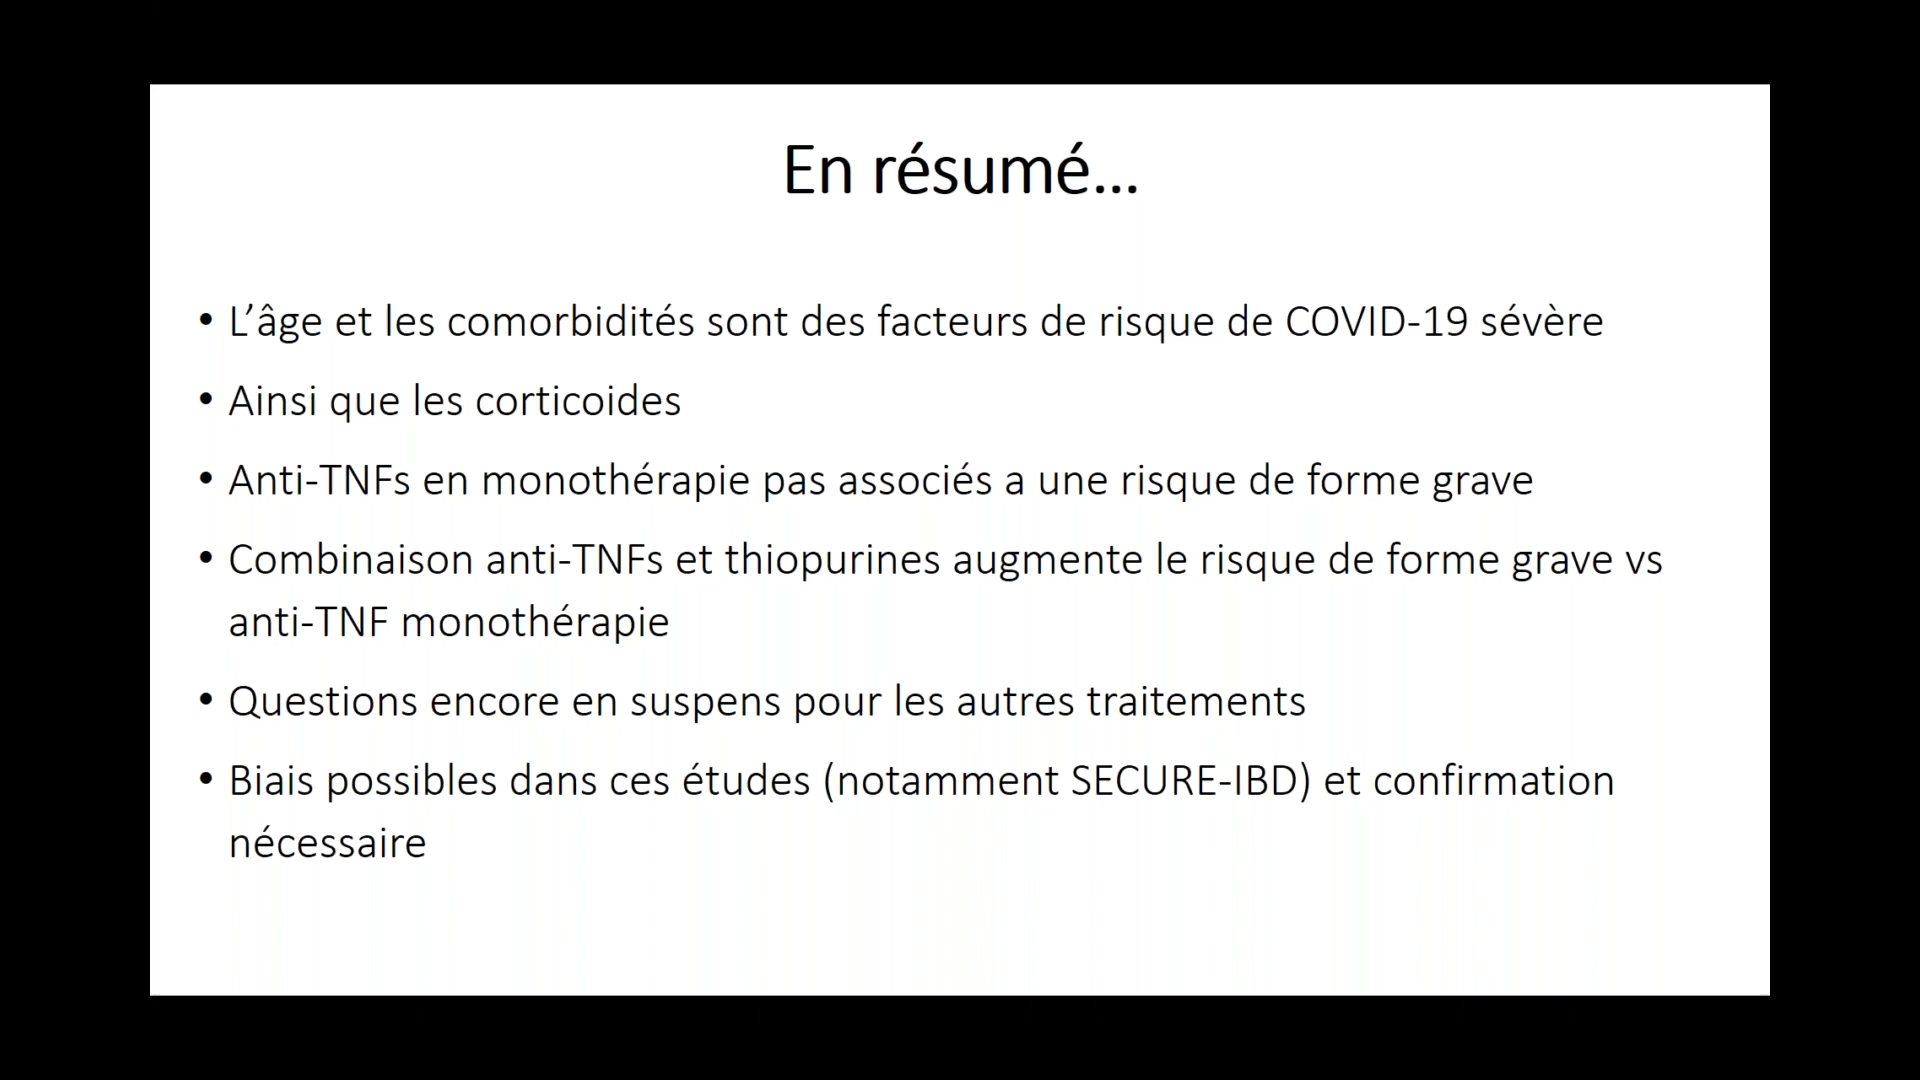 En résumé...
• L’âge et les comorbidités sont des facteurs de risque de COVID-19 sévère
• Ainsi que les corticoides
• Anti-TNFs en monothérapie pas associés a une risque de forme grave
• Combinaison anti-TNFs et thiopurines augmente le risque de forme grave vs
anti-TNF monothérapie
• Questions encore en suspens pour les autres traitements
• Biais possibles dans ces études (notamment SECURE-IBD) et confirmation
nécessaire